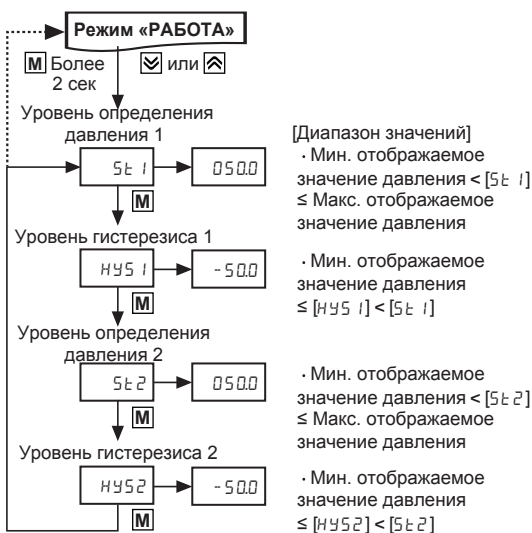 Режим «РАБОТА»
M Более
2 сек
или
Уровень определения
давления 1
St 1
050.0
M
Уровень гистерезиса 1
HYS 1
-50.0
M
Уровень определения
давления 2
St2
050.0
M
Уровень гистерезиса 2
HYS2
-50.0
M
[Диапазон значений]
· Мин. отображаемое
значение давления < [St 1]
≤ Макс. отображаемое
значение давления
· Мин. отображаемое
значение давления
≤ [HYS 1] < [St 1]
· Мин. отображаемое
значение давления < [St2]
≤ Макс. отображаемое
значение давления
· Мин. отображаемое
значение давления
≤ [HYS2] < [St2]